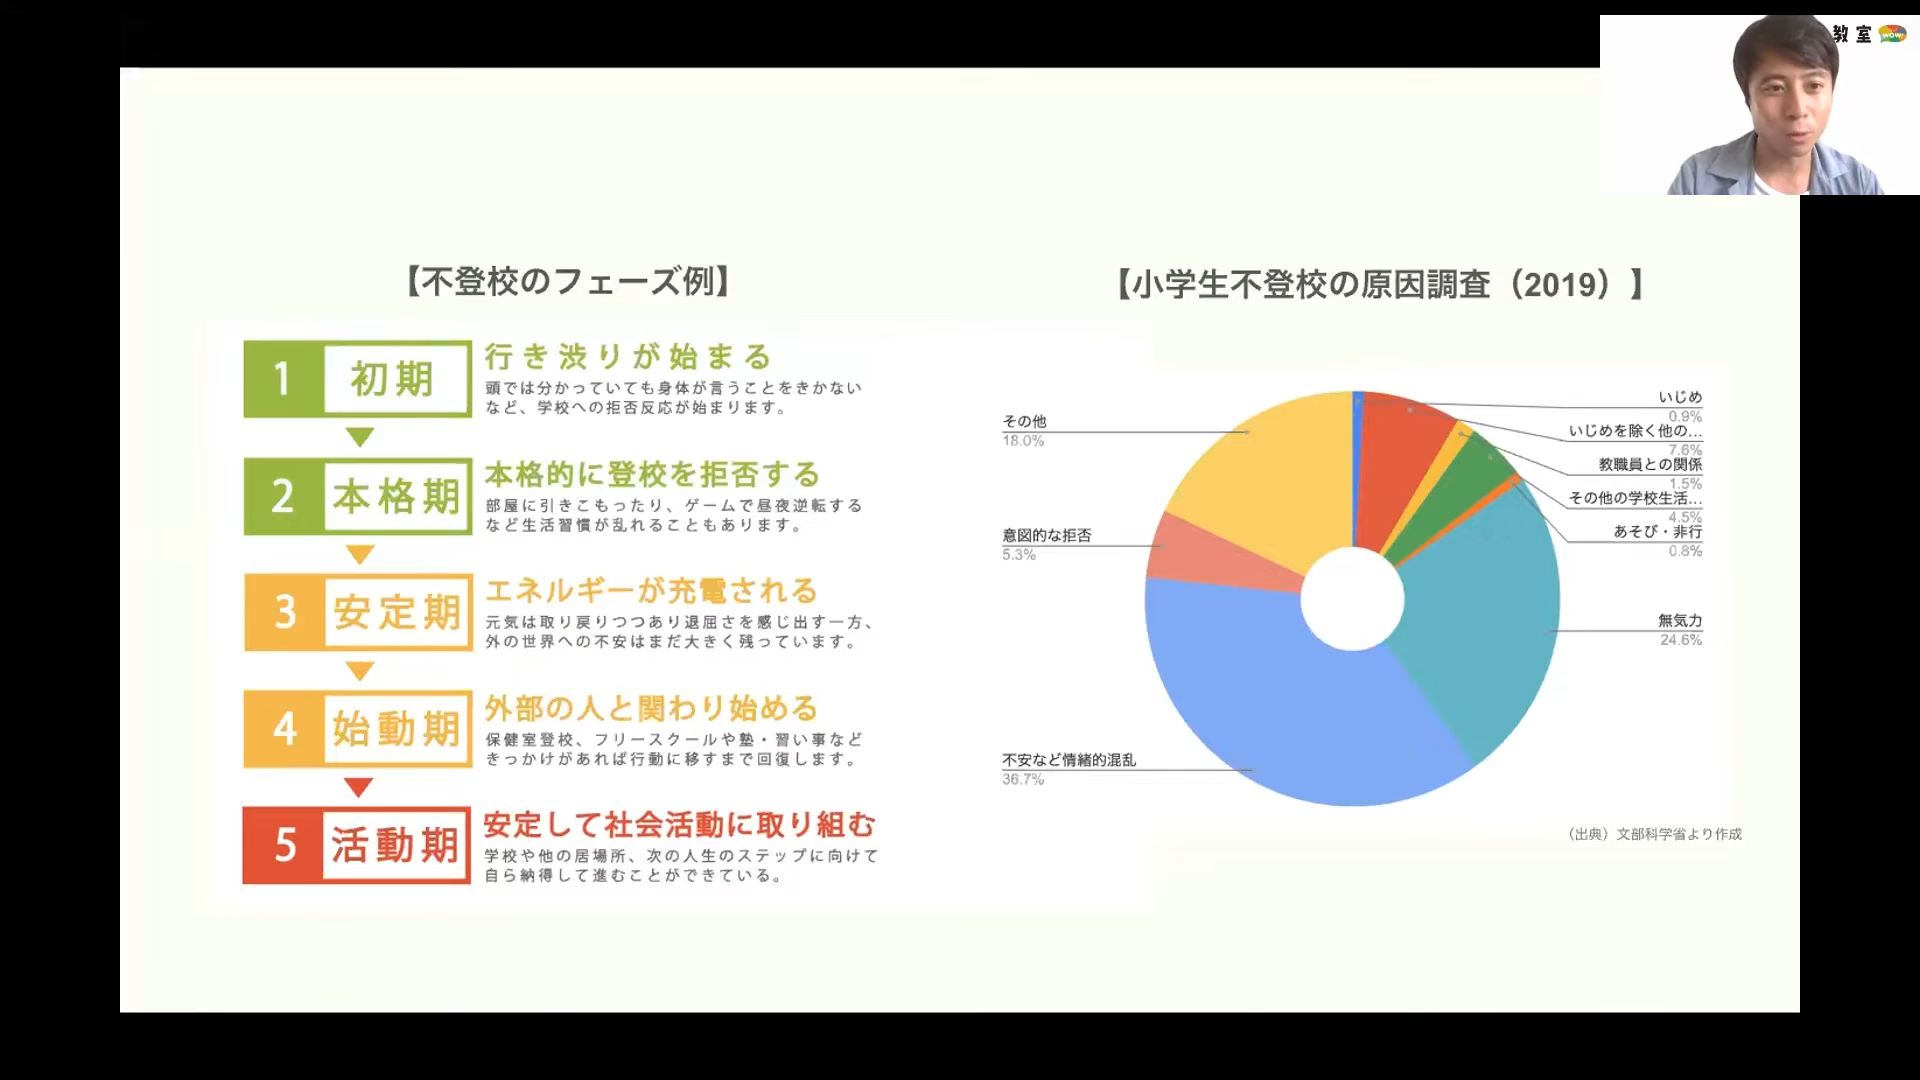 教室
WOW!
【不登校のフェーズ例】
1 初期
行き渋りが始まる
頭では分かっていても身体が言うことをきかない
など、学校への拒否反応が始まります。
2 本格期
本格的に登校を拒否する
部屋に引きこもったり、ゲームで昼夜逆転する
など生活習慣が乱れることもあります。
3 安定期
エネルギーが充電される
元気は取り戻りつつあり退屈さを感じ出す一方、
外の世界への不安はまだ大きく残っています。
4 始動期
外部の人と関わり始める
保健室登校、フリースクールや塾・習い事など
きっかけがあれば行動に移すまで回復します。
5 活動期
安定して社会活動に取り組む
学校や他の居場所、次の人生のステップに向けて
自ら納得して進むことができている。
【小学生不登校の原因調査（2019）】
その他
18.0%
意図的な拒否
5.3%
不安など情緒的混乱
36.7%
いじめ
0.9%
いじめを除く他の...
7.6%
教職員との関係
1.5%
その他の学校生活...
4.5%
あそび・非行
0.8%
無気力
24.6%
（出典）文部科学省より作成